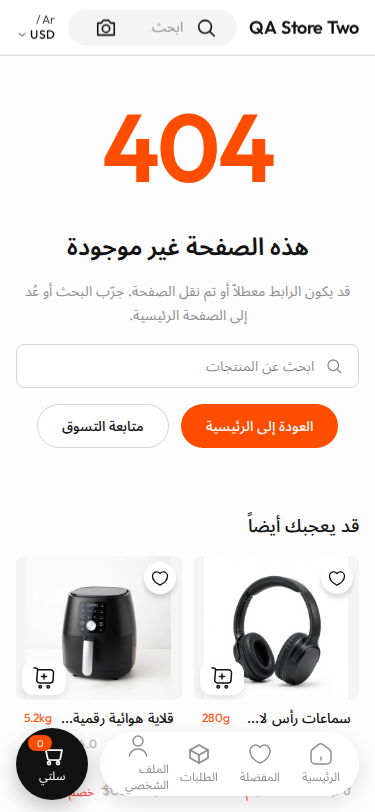 QA Store Two
ابحث
Ar /
USD
404
هذه الصفحة غير موجودة
قد يكون الرابط معطلاً أو تم نقل الصفحة. جرّب البحث أو عُد
إلى الصفحة الرئيسية.
ابحث عن المنتجات
العودة إلى الرئيسية
متابعة التسوق
قد يعجبك أيضاً
سماعات رأس لا...
280g
قلاية هوائية رقمية...
5.2kg
الرئيسية
المفضلة
الطلبات
الملف
الشخصي
0
سلتي
خصم